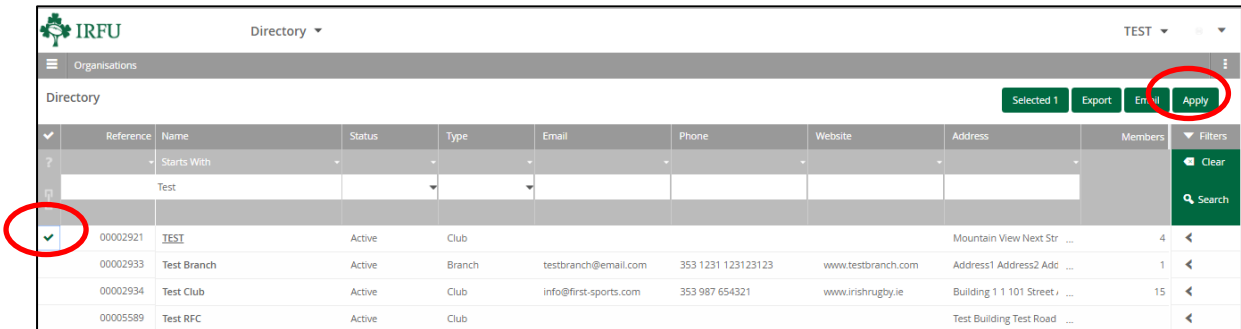 IRFU Directory TEST
Organisations
Directory Selected 1 Export Email Apply
Reference Name Status Type Email Phone Website Address Members Filters
? Starts With Clear
Test
Search
00002921 TEST Active Club Mountain View Next Str ... 4
00002933 Test Branch Active Branch testbranch@email.com 353 1231 123123123 www.testbranch.com Address1 Address2 Add ... 1
00002934 Test Club Active Club info@first-sports.com 353 987 654321 www.irishrugby.ie Building 1 1 101 Street ... 15
00005589 Test RFC Active Club Test Building Test Road